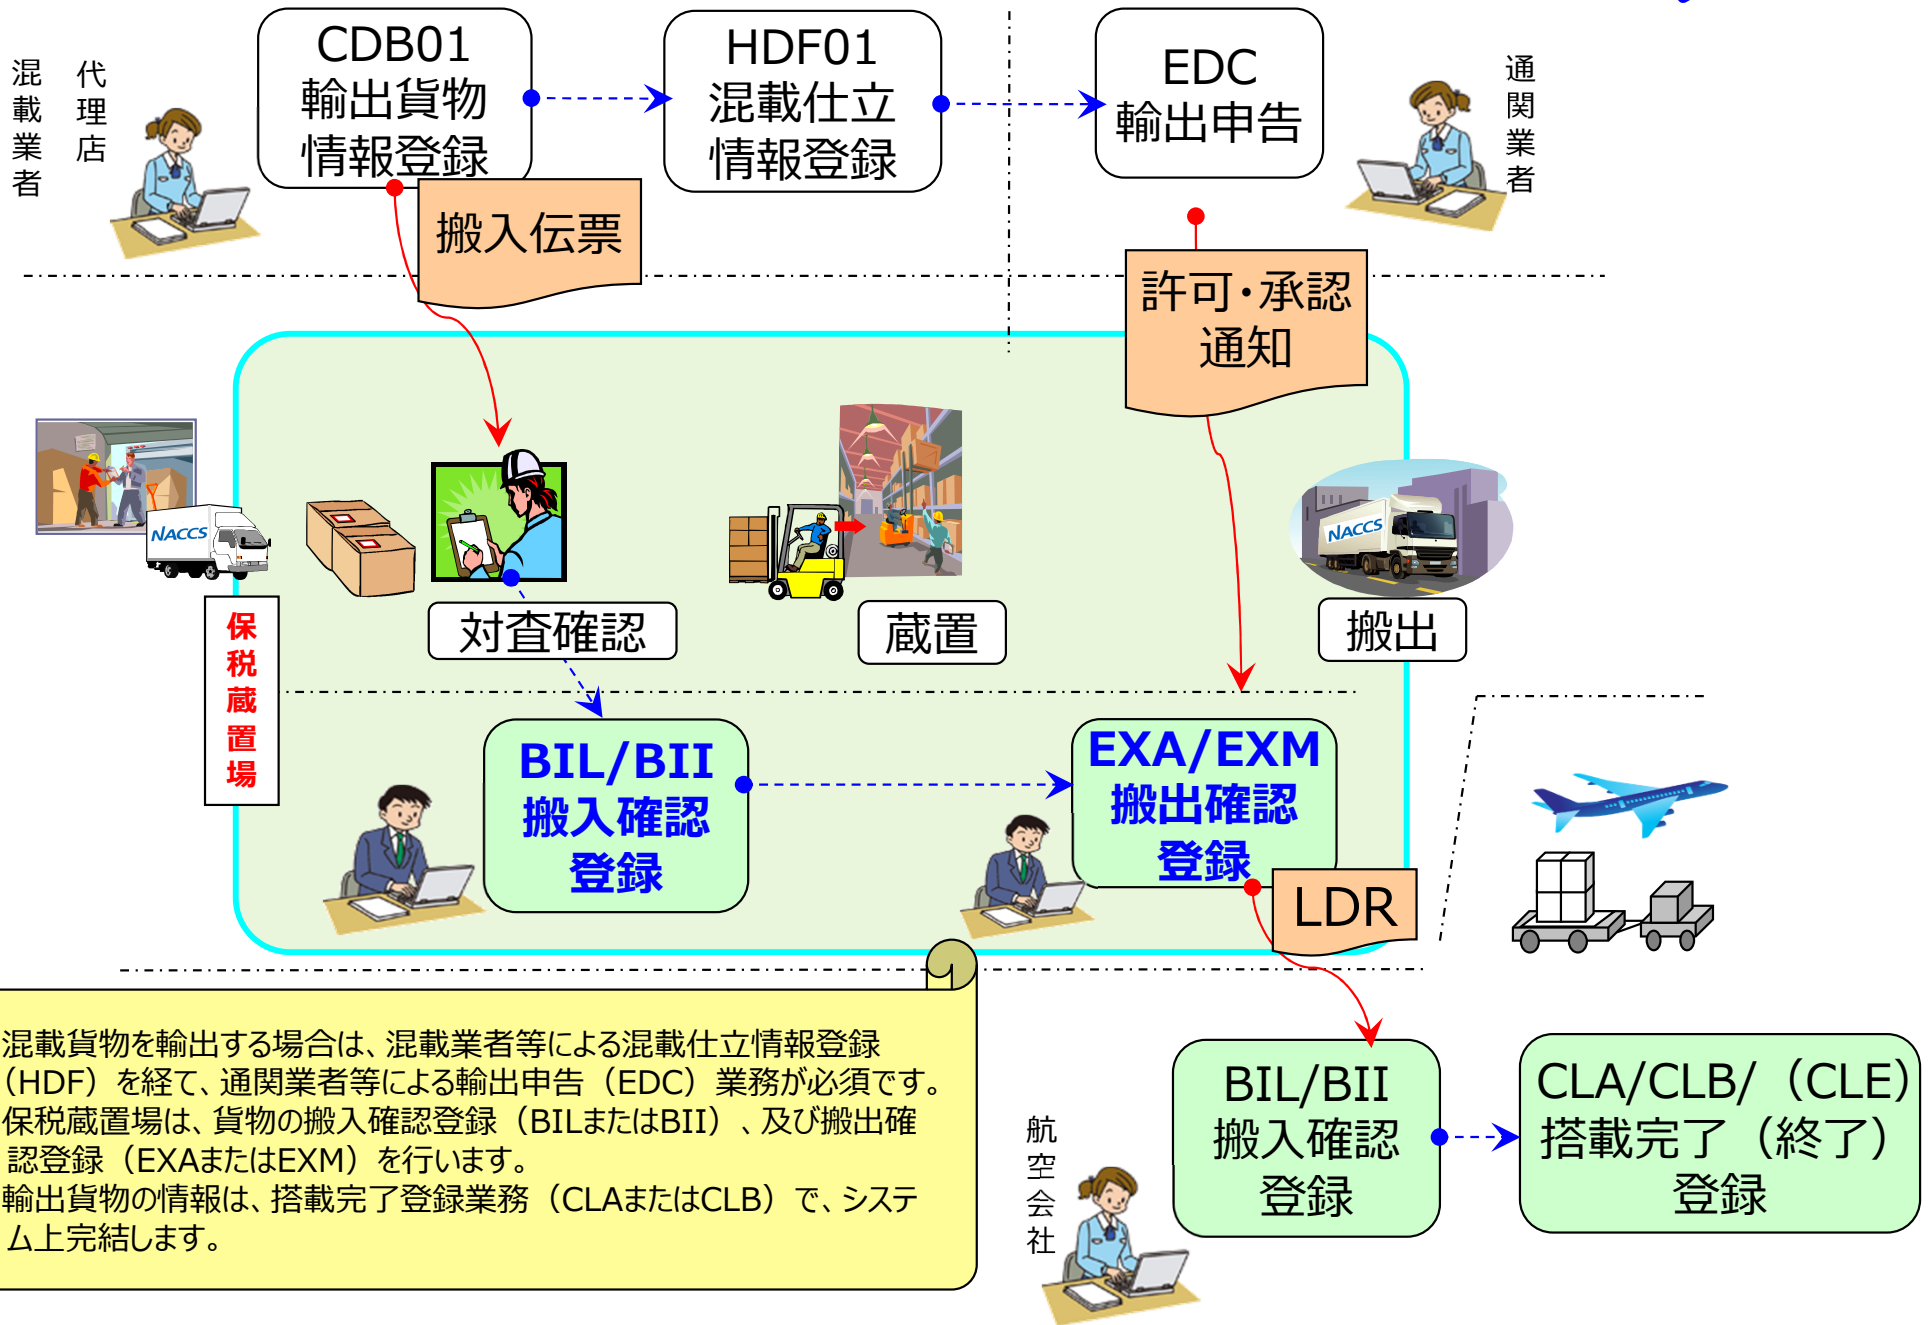 混載業者
代理店
CDB01
輸出貨物
情報登録
HDF01
混載仕立
情報登録
EDC
輸出申告
通関業者
搬入伝票
許可・承認
通知
NACCS
NACCS
対査確認
蔵置
搬出
保税蔵置場
BIL/BII
搬入確認
登録
EXA/EXM
搬出確認
登録
LDR
混載貨物を輸出する場合は、混載業者等による混載仕立情報登録
（HDF）を経て、通関業者等による輸出申告（EDC）業務が必須です。
保税蔵置場は、貨物の搬入確認登録（BILまたはBII）、及び搬出確
認登録（EXAまたはEXM）を行います。
輸出貨物の情報は、搭載完了登録業務（CLAまたはCLB）で、システ
ム上完結します。
航空会社
BIL/BII
搬入確認
登録
CLA/CLB/（CLE）
搭載完了（終了）
登録